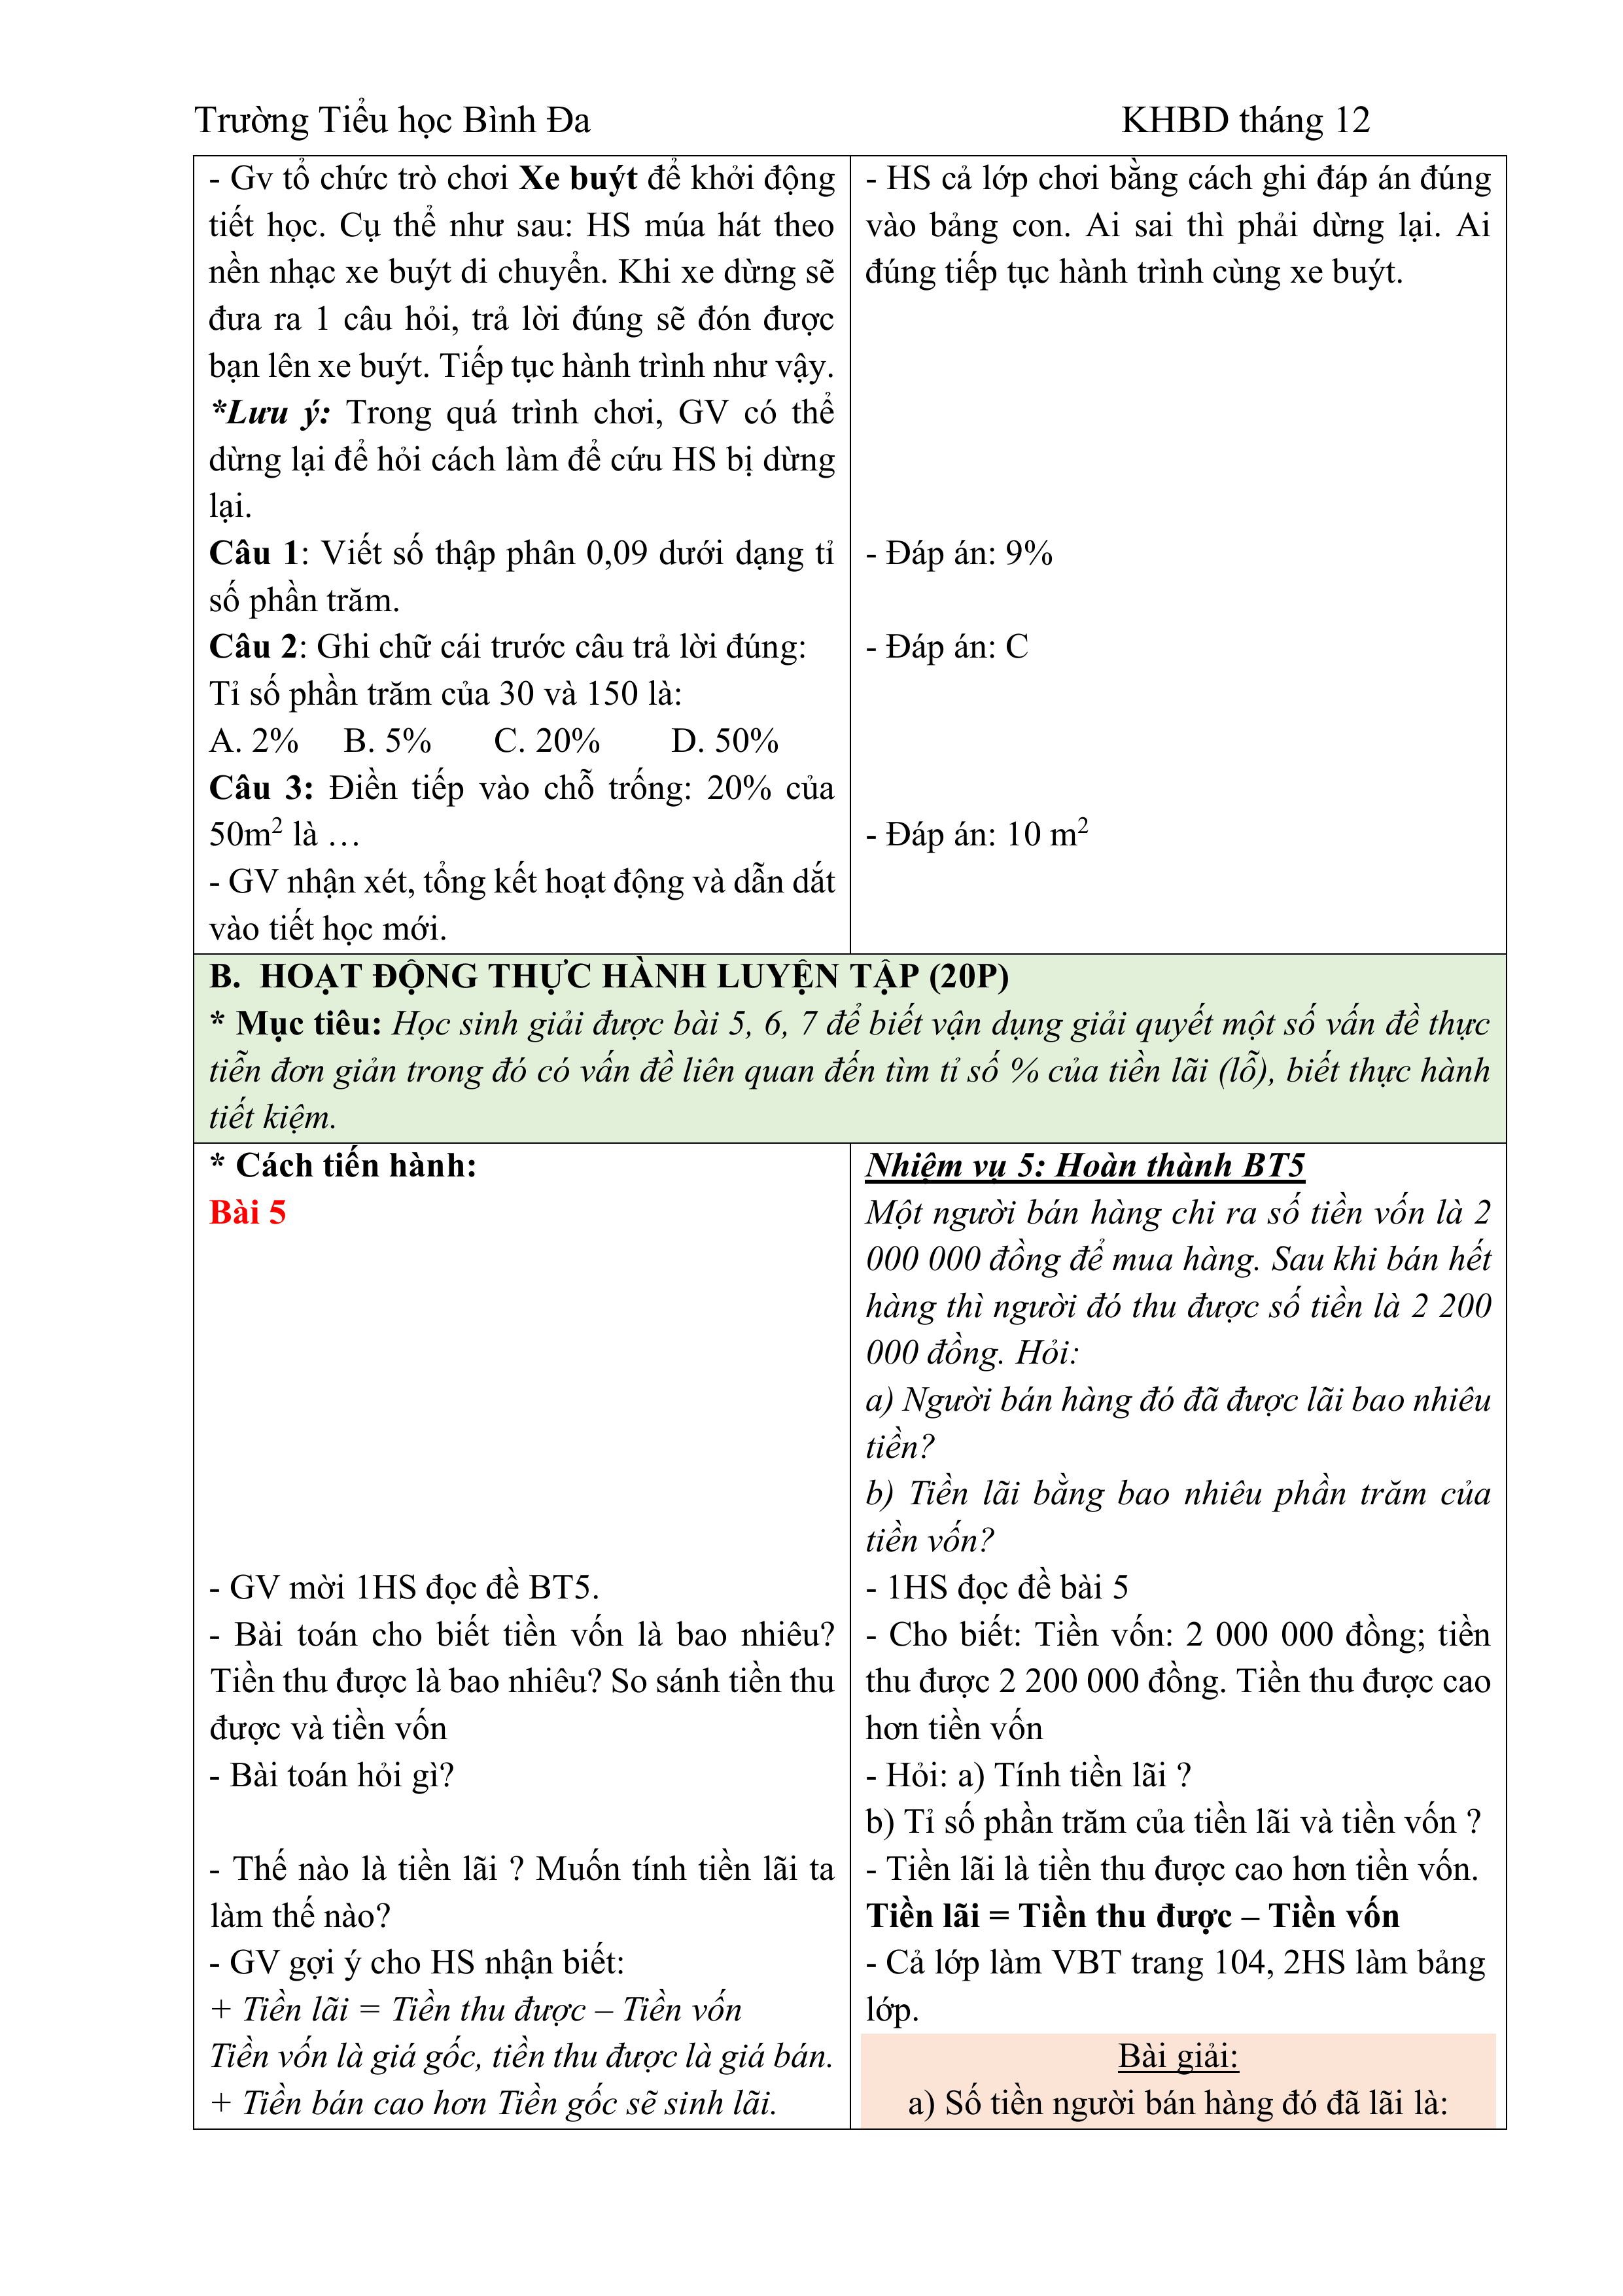 Trường Tiểu học Bình Đa
KHBD tháng 12
- Gv tổ chức trò chơi Xe buýt để khởi động
tiết học. Cụ thể như sau: HS múa hát theo
nền nhạc xe buýt di chuyển. Khi xe dừng sẽ
đưa ra 1 câu hỏi, trả lời đúng sẽ đón được
bạn lên xe buýt. Tiếp tục hành trình như vậy.
*Lưu ý: Trong quá trình chơi, GV có thể
dừng lại để hỏi cách làm để cứu HS bị dừng
lại.
Câu 1: Viết số thập phân 0,09 dưới dạng tỉ
số phần trăm.
Câu 2: Ghi chữ cái trước câu trả lời đúng:
Tỉ số phần trăm của 30 và 150 là:
A. 2% B. 5% C. 20% D. 50%
Câu 3: Điền tiếp vào chỗ trống: 20% của
50m² là …
- GV nhận xét, tổng kết hoạt động và dẫn dắt
vào tiết học mới.
- HS cả lớp chơi bằng cách ghi đáp án đúng
vào bảng con. Ai sai thì phải dừng lại. Ai
đúng tiếp tục hành trình cùng xe buýt.
- Đáp án: 9%
- Đáp án: C
- Đáp án: 10 m²
B. HOẠT ĐỘNG THỰC HÀNH LUYỆN TẬP (20P)
* Mục tiêu: Học sinh giải được bài 5, 6, 7 để biết vận dụng giải quyết một số vấn đề thực
tiễn đơn giản trong đó có vấn đề liên quan đến tìm tỉ số % của tiền lãi (lỗ), biết thực hành
tiết kiệm.
* Cách tiến hành:
Bài 5
- GV mời 1HS đọc đề BT5.
- Bài toán cho biết tiền vốn là bao nhiêu?
Tiền thu được là bao nhiêu? So sánh tiền thu
được và tiền vốn
- Bài toán hỏi gì?
- Thế nào là tiền lãi ? Muốn tính tiền lãi ta
làm thế nào?
- GV gợi ý cho HS nhận biết:
+ Tiền lãi = Tiền thu được – Tiền vốn
Tiền vốn là giá gốc, tiền thu được là giá bán.
+ Tiền bán cao hơn Tiền gốc sẽ sinh lãi.
Nhiệm vụ 5: Hoàn thành BT5
Một người bán hàng chi ra số tiền vốn là 2
000 000 đồng để mua hàng. Sau khi bán hết
hàng thì người đó thu được số tiền là 2 200
000 đồng. Hỏi:
a) Người bán hàng đó đã được lãi bao nhiêu
tiền?
b) Tiền lãi bằng bao nhiêu phần trăm của
tiền vốn?
- 1HS đọc đề bài 5
- Cho biết: Tiền vốn: 2 000 000 đồng; tiền
thu được 2 200 000 đồng. Tiền thu được cao
hơn tiền vốn
- Hỏi: a) Tính tiền lãi ?
b) Tỉ số phần trăm của tiền lãi và tiền vốn ?
- Tiền lãi là tiền thu được cao hơn tiền vốn.
Tiền lãi = Tiền thu được – Tiền vốn
- Cả lớp làm VBT trang 104, 2HS làm bảng
lớp.
Bài giải:
a) Số tiền người bán hàng đó đã lãi là: